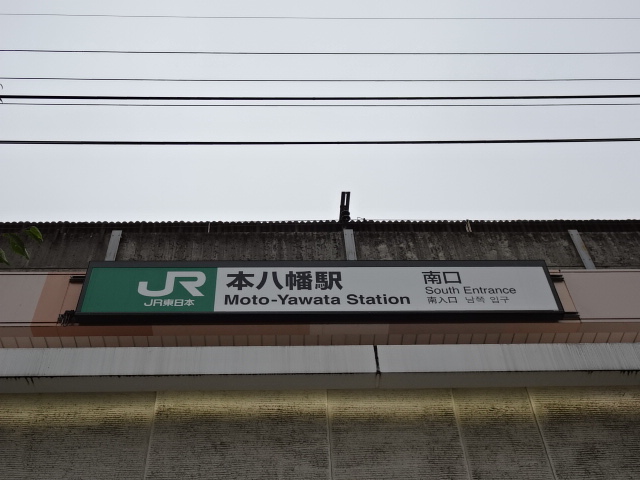 JR
JR東日本
本八幡駅
Moto-Yawata Station
南口
South Entrance
南入口 남쪽 입구